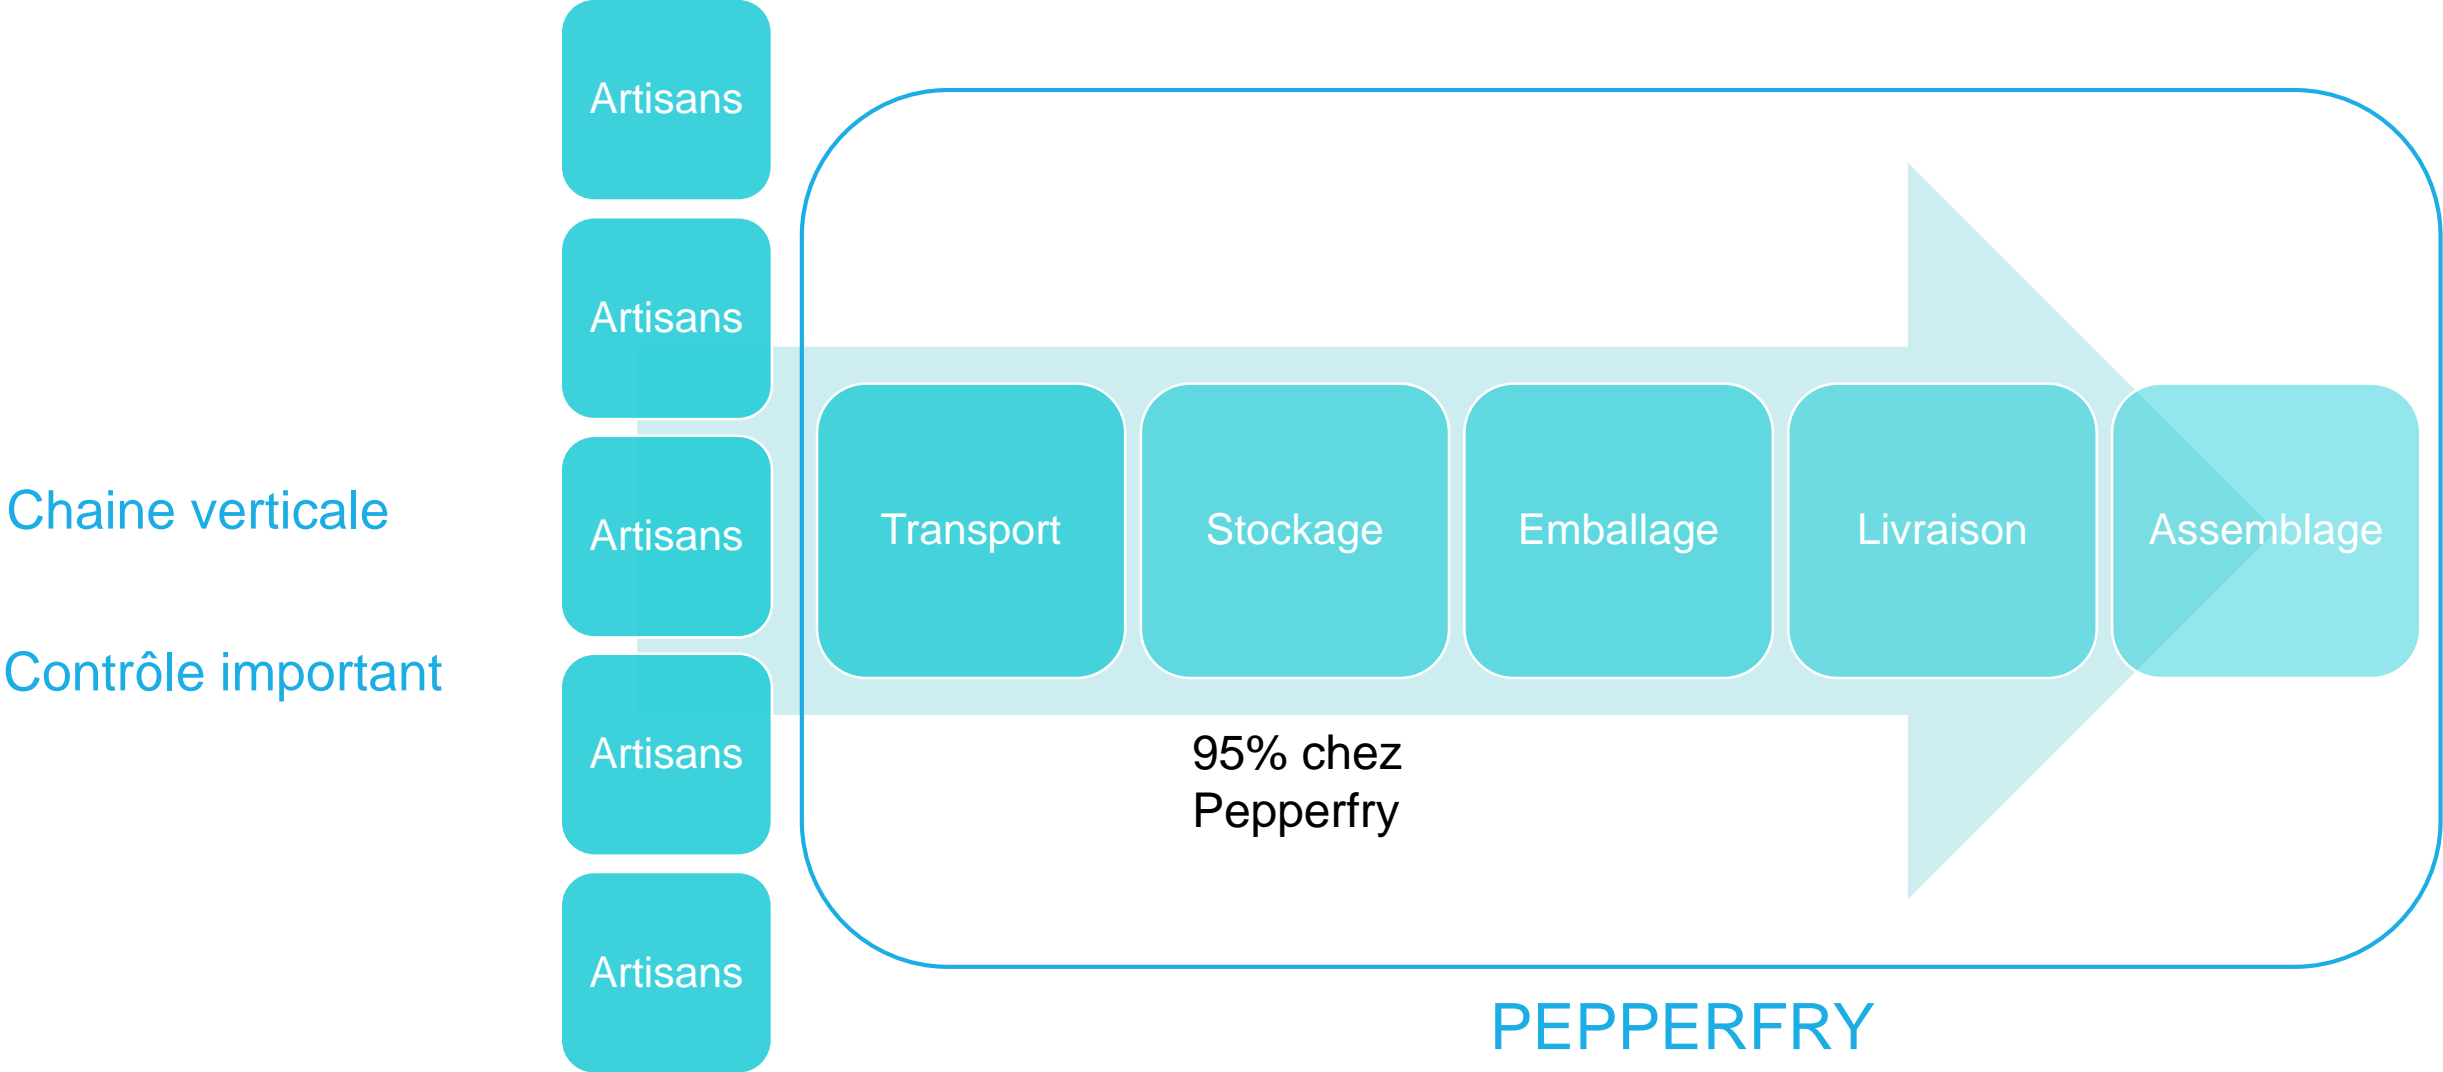 Chaine verticale
Contrôle important
Artisans
Artisans
Artisans
Artisans
Artisans
Transport
Stockage
Emballage
Livraison
Assemblage
95% chez
Pepperfry
PEPPERFRY